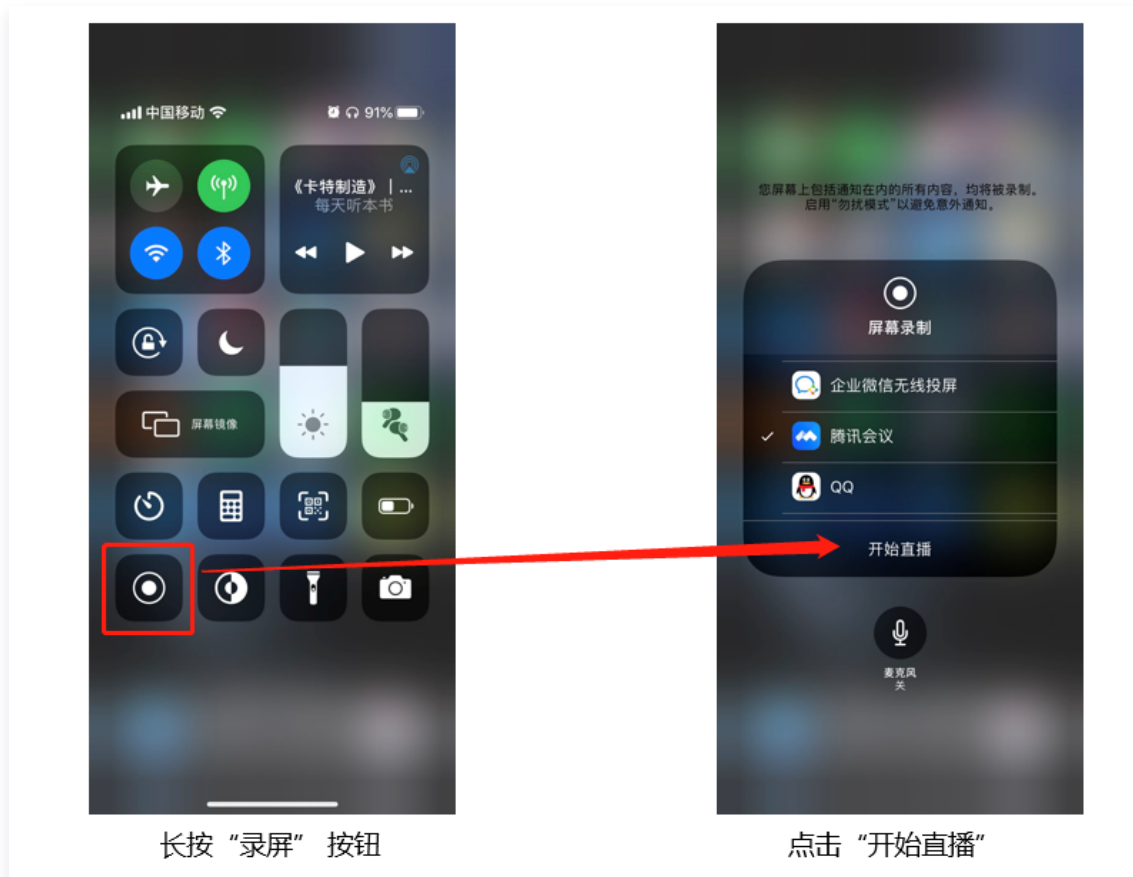 中国移动
91%
《卡特制造》 | ...
每天听本书
屏幕镜像
长按“录屏” 按钮
您屏幕上包括通知在内的所有内容，均将被录制。
启用“勿扰模式”以避免意外通知。
屏幕录制
企业微信无线投屏
腾讯会议
QQ
开始直播
麦克风
关
点击“开始直播”